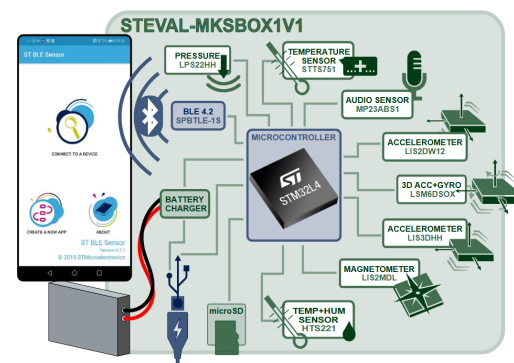 STEVAL-MKSBOX1V1
ST BLE Sensor
CONNECT TO A DEVICE
CREATE A NEW APP
ABOUT
ST BLE Sensor
© 2019 STMicroelectronics
PRESSURE
LPS22HH
TEMPERATURE
SENSOR
STTS751
AUDIO SENSOR
MP23ABS1
BLE 4.2
SPBTLE-1S
MICROCONTROLLER
ST
STM32L4
ACCELEROMETER
LIS2DW12
3D ACC+GYRO
LSM6DSOX
BATTERY
CHARGER
ACCELEROMETER
LIS3DHH
MAGNETOMETER
LIS2MDL
microSD
TEMP+HUM
SENSOR
HTS221